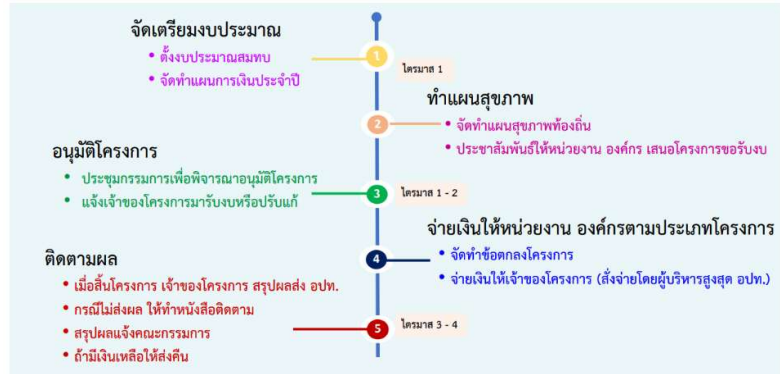 จัดเตรียมงบประมาณ
• ตั้งงบประมาณสมทบ
• จัดทำแผนการเงินประจำปี
1
ไตรมาส 1
ทำแผนสุขภาพ
2
• จัดทำแผนสุขภาพท้องถิ่น
• ประชาสัมพันธ์ให้หน่วยงาน องค์กร เสนอโครงการขอรับงบ
อนุมัติโครงการ
• ประชุมกรรมการเพื่อพิจารณาอนุมัติโครงการ
• แจ้งเจ้าของโครงการมารับงบหรือปรับแก้
3
ไตรมาส 1 - 2
จ่ายเงินให้หน่วยงาน องค์กรตามประเภทโครงการ
4
• จัดทำข้อตกลงโครงการ
• จ่ายเงินให้เจ้าของโครงการ (สั่งจ่ายโดยผู้บริหารสูงสุด อปท.)
ติดตามผล
• เมื่อสิ้นโครงการ เจ้าของโครงการ สรุปผลส่ง อปท.
• กรณีไม่ส่งผล ให้ทำหนังสือติดตาม
• สรุปผลแจ้งคณะกรรมการ
• ถ้ามีเงินเหลือให้ส่งคืน
5
ไตรมาส 3 - 4